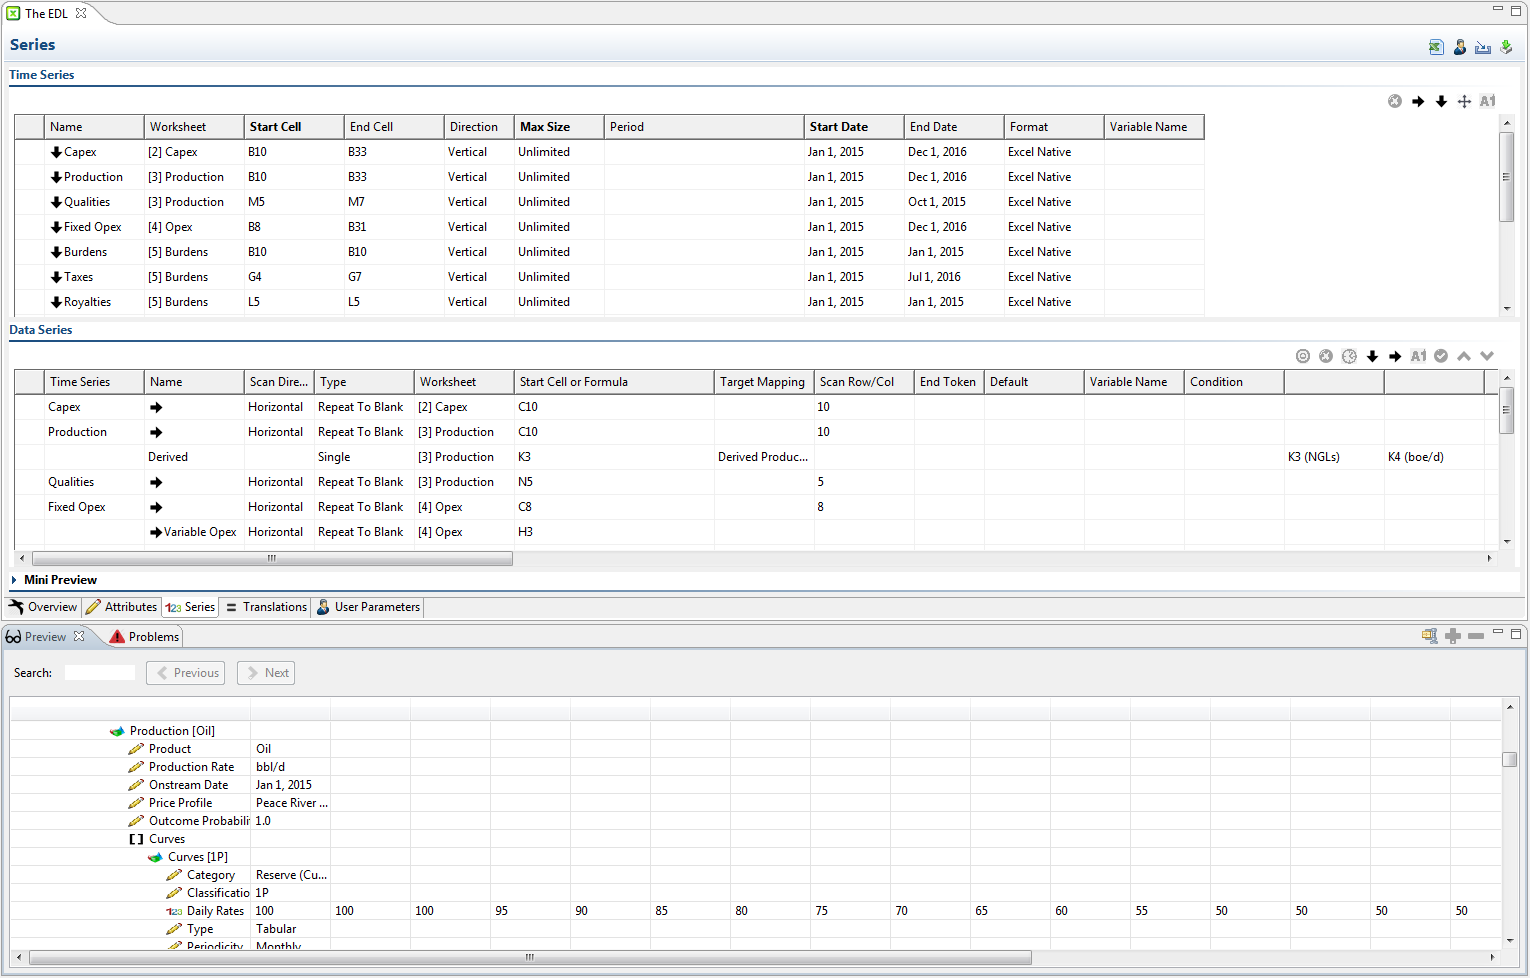 The EDL
Series
Time Series
A1
Name Worksheet Start Cell End Cell Direction Max Size Period Start Date End Date Format Variable Name
Capex [2] Capex B10 B33 Vertical Unlimited Jan 1, 2015 Dec 1, 2016 Excel Native
Production [3] Production B10 B33 Vertical Unlimited Jan 1, 2015 Dec 1, 2016 Excel Native
Qualities [3] Production M5 M7 Vertical Unlimited Jan 1, 2015 Oct 1, 2015 Excel Native
Fixed Opex [4] Opex B8 B31 Vertical Unlimited Jan 1, 2015 Dec 1, 2016 Excel Native
Burdens [5] Burdens B10 B10 Vertical Unlimited Jan 1, 2015 Jan 1, 2015 Excel Native
Taxes [5] Burdens G4 G7 Vertical Unlimited Jan 1, 2015 Jul 1, 2016 Excel Native
Royalties [5] Burdens L5 L5 Vertical Unlimited Jan 1, 2015 Jan 1, 2015 Excel Native
Data Series
A1
Time Series Name Scan Dire... Type Worksheet Start Cell or Formula Target Mapping Scan Row/Col End Token Default Variable Name Condition
Capex Horizontal Repeat To Blank [2] Capex C10 10
Production Horizontal Repeat To Blank [3] Production C10 10
Derived Single [3] Production K3 Derived Produc... K3 (NGLs) K4 (boe/d)
Qualities Horizontal Repeat To Blank [3] Production N5 5
Fixed Opex Horizontal Repeat To Blank [4] Opex C8 8
Variable Opex Horizontal Repeat To Blank [4] Opex H3
Mini Preview
Overview Attributes 123 Series Translations User Parameters
Preview Problems
Search: Previous Next
Production [Oil]
Product Oil
Production Rate bbl/d
Onstream Date Jan 1, 2015
Price Profile Peace River ...
Outcome Probabili 1.0
[] Curves
Curves [1P]
Category Reserve (Cu...
Classificatio 1P
123 Daily Rates 100 100 100 95 90 85 80 75 70 65 60 55 50 50 50 50
Type Tabular
Periodicity Monthly